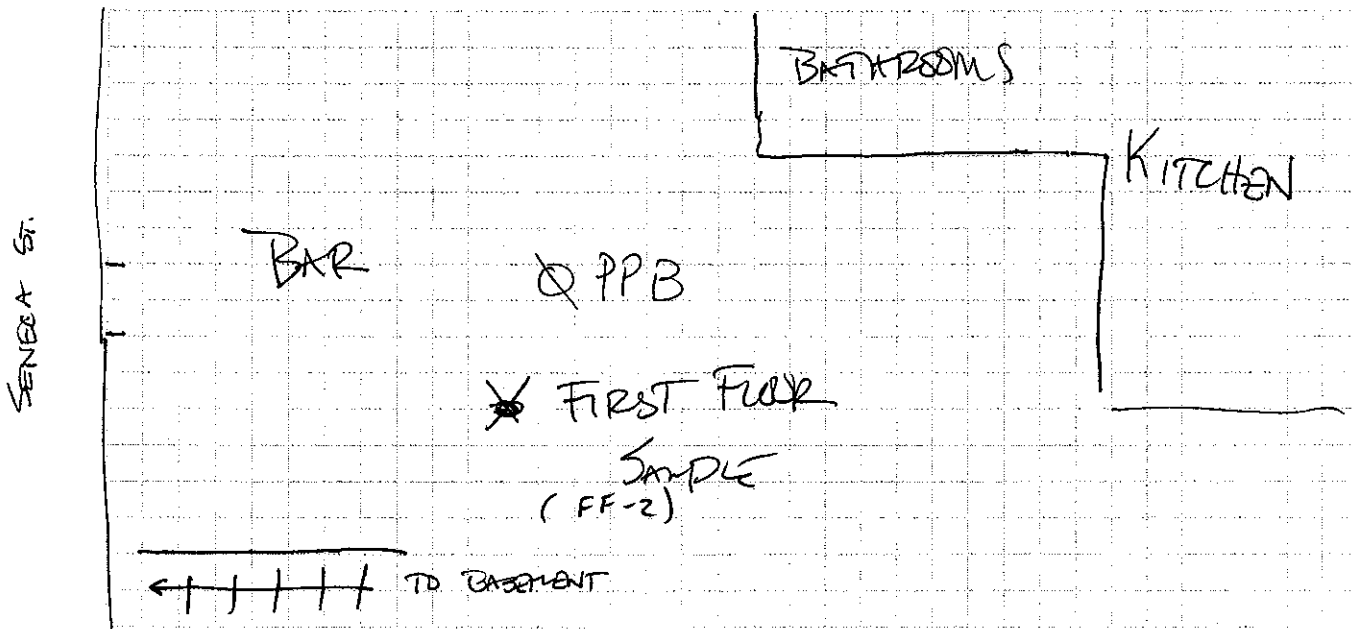 BATHROOMS
KITCHEN
SENECA ST.
BAR
PPB
FIRST FLOOR
SAMPLE
(FF-2)
TO BASEMENT